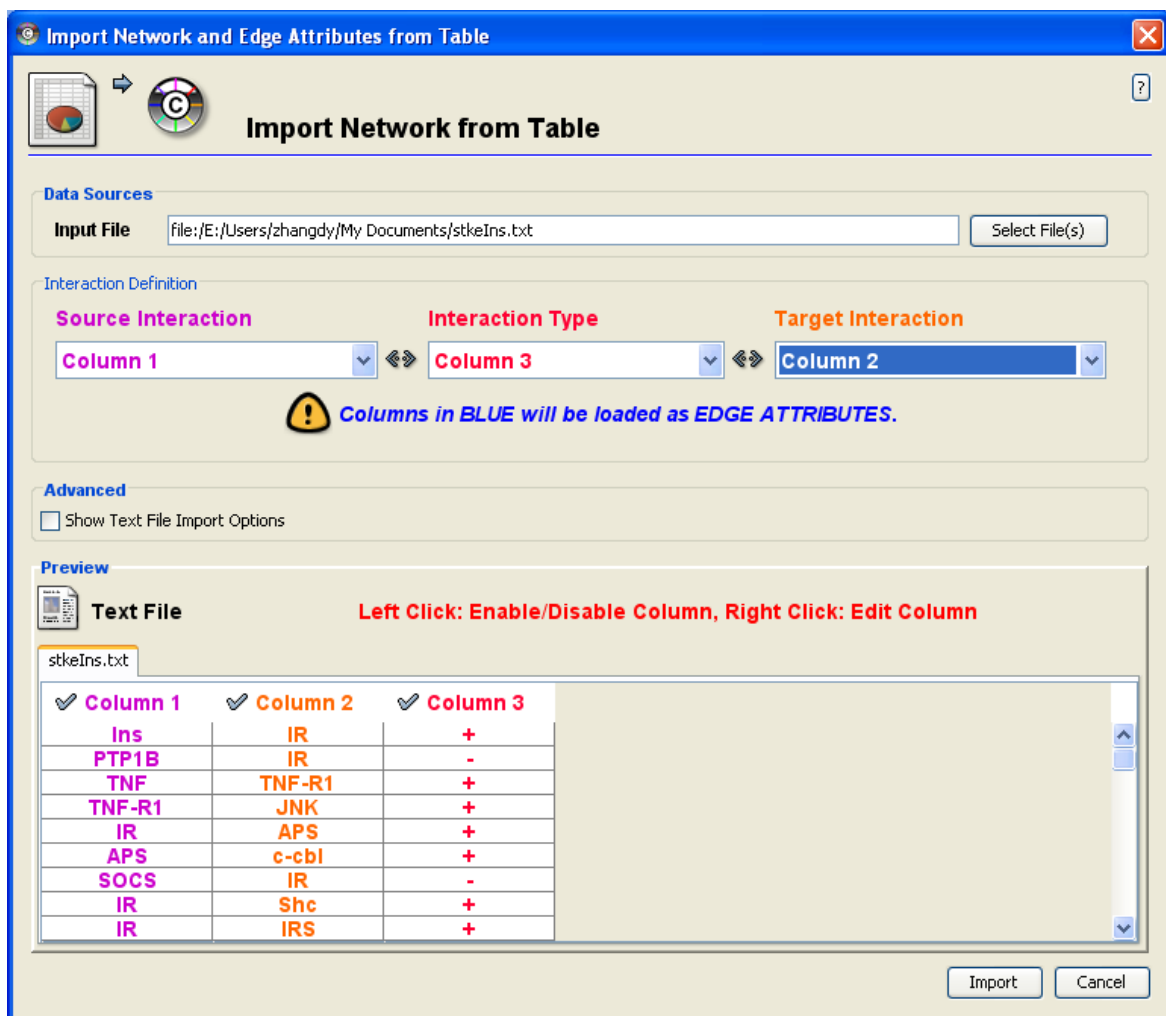 Import Network and Edge Attributes from Table
?
Import Network from Table
Data Sources
Input File file:/E:/Users/zhangdy/My Documents/stkeIns.txt Select File(s)
Interaction Definition
Source Interaction Interaction Type Target Interaction
Column 1 Column 3 Column 2
Columns in BLUE will be loaded as EDGE ATTRIBUTES.
Advanced
Show Text File Import Options
Preview
Text File Left Click: Enable/Disable Column, Right Click: Edit Column
stkeIns.txt
Column 1 Column 2 Column 3
Ins IR +
PTP1B IR -
TNF TNF-R1 +
TNF-R1 JNK +
IR APS +
APS c-cbl +
SOCS IR -
IR Shc +
IR IRS +
Import Cancel